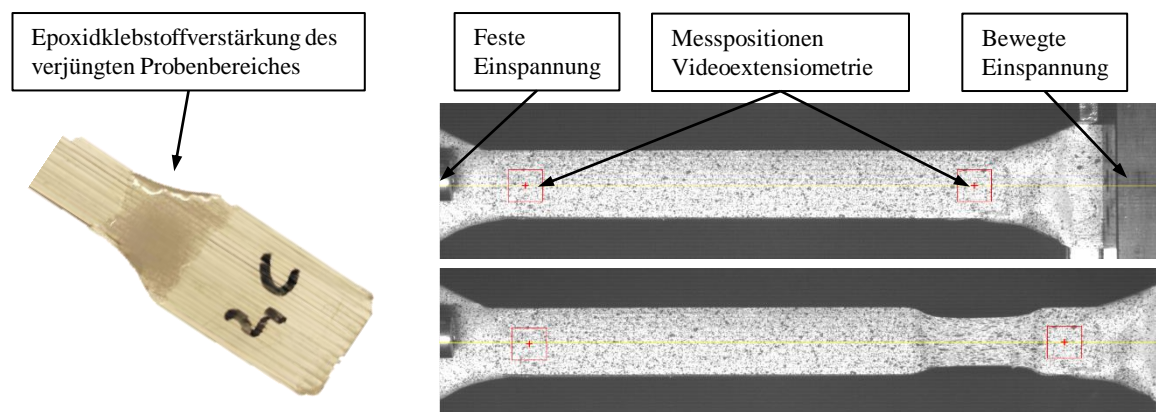 Epoxidklebstoffverstärkung des
verjüngten Probenbereiches
Feste
Einspannung
Messpositionen
Videoextensiometrie
Bewegte
Einspannung